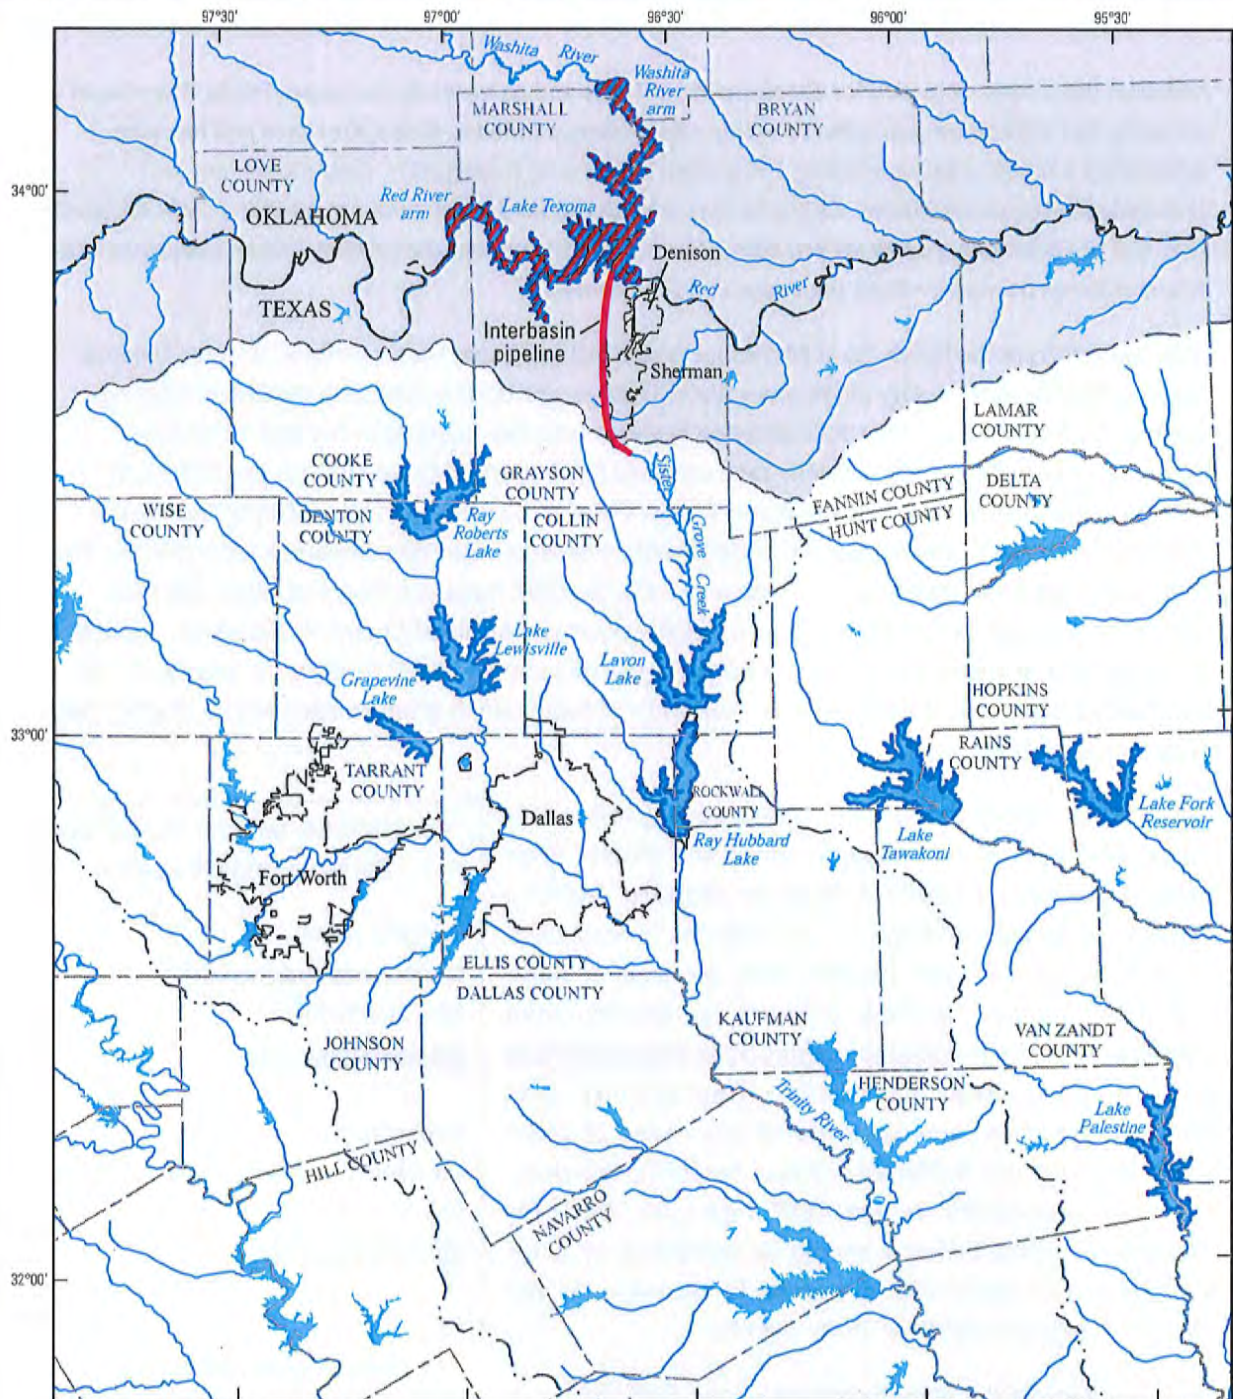 97°30'
97°00'
96°30'
96°00'
95°30'
Washita River
Washita
River
arm
MARSHALL
COUNTY
BRYAN
COUNTY
LOVE
COUNTY
34°00'
Red River
arm
Lake Texoma
OKLAHOMA
Denison
TEXAS
Red River
Interbasin
pipeline
Sherman
LAMAR
COUNTY
COOKE
COUNTY
GRAYSON
COUNTY
Sister Grove Creek
DELTA
COUNTY
FANNIN COUNTY
HUNT COUNTY
WISE
COUNTY
DENTON
COUNTY
Ray
Roberts
Lake
COLLIN
COUNTY
Lake
Lewisville
Lavon
Lake
Grapevine
Lake
HOPKINS
COUNTY
33°00'
TARRANT
COUNTY
RAINS
COUNTY
ROCKWALL
COUNTY
Dallas
Lake Fork
Reservoir
Ray Hubbard
Lake
Lake
Tawakoni
Fort Worth
ELLIS COUNTY
DALLAS COUNTY
KAUFMAN
COUNTY
VAN ZANDT
COUNTY
JOHNSON
COUNTY
HENDERSON
COUNTY
Trinity River
Lake
Palestine
HILL COUNTY
NAVARRO
COUNTY
32°00'